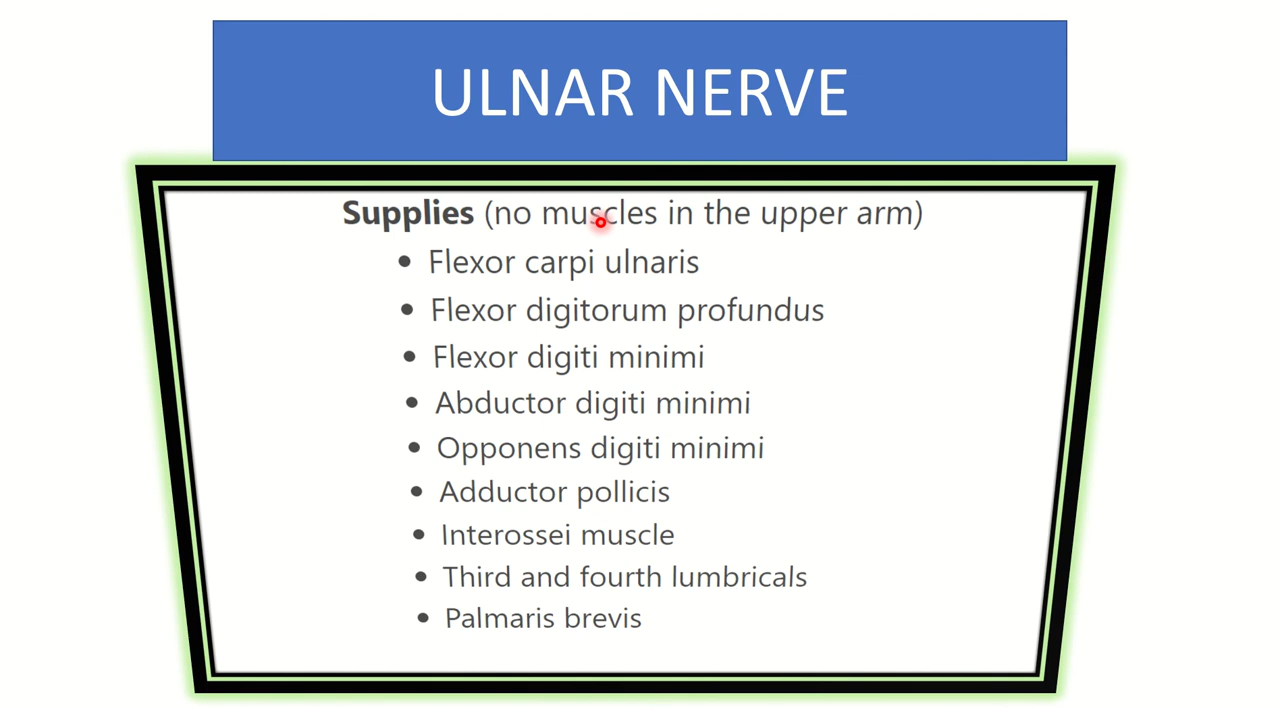 ULNAR NERVE
Supplies (no muscles in the upper arm)
• Flexor carpi ulnaris
• Flexor digitorum profundus
• Flexor digiti minimi
• Abductor digiti minimi
• Opponens digiti minimi
• Adductor pollicis
• Interossei muscle
• Third and fourth lumbricals
• Palmaris brevis